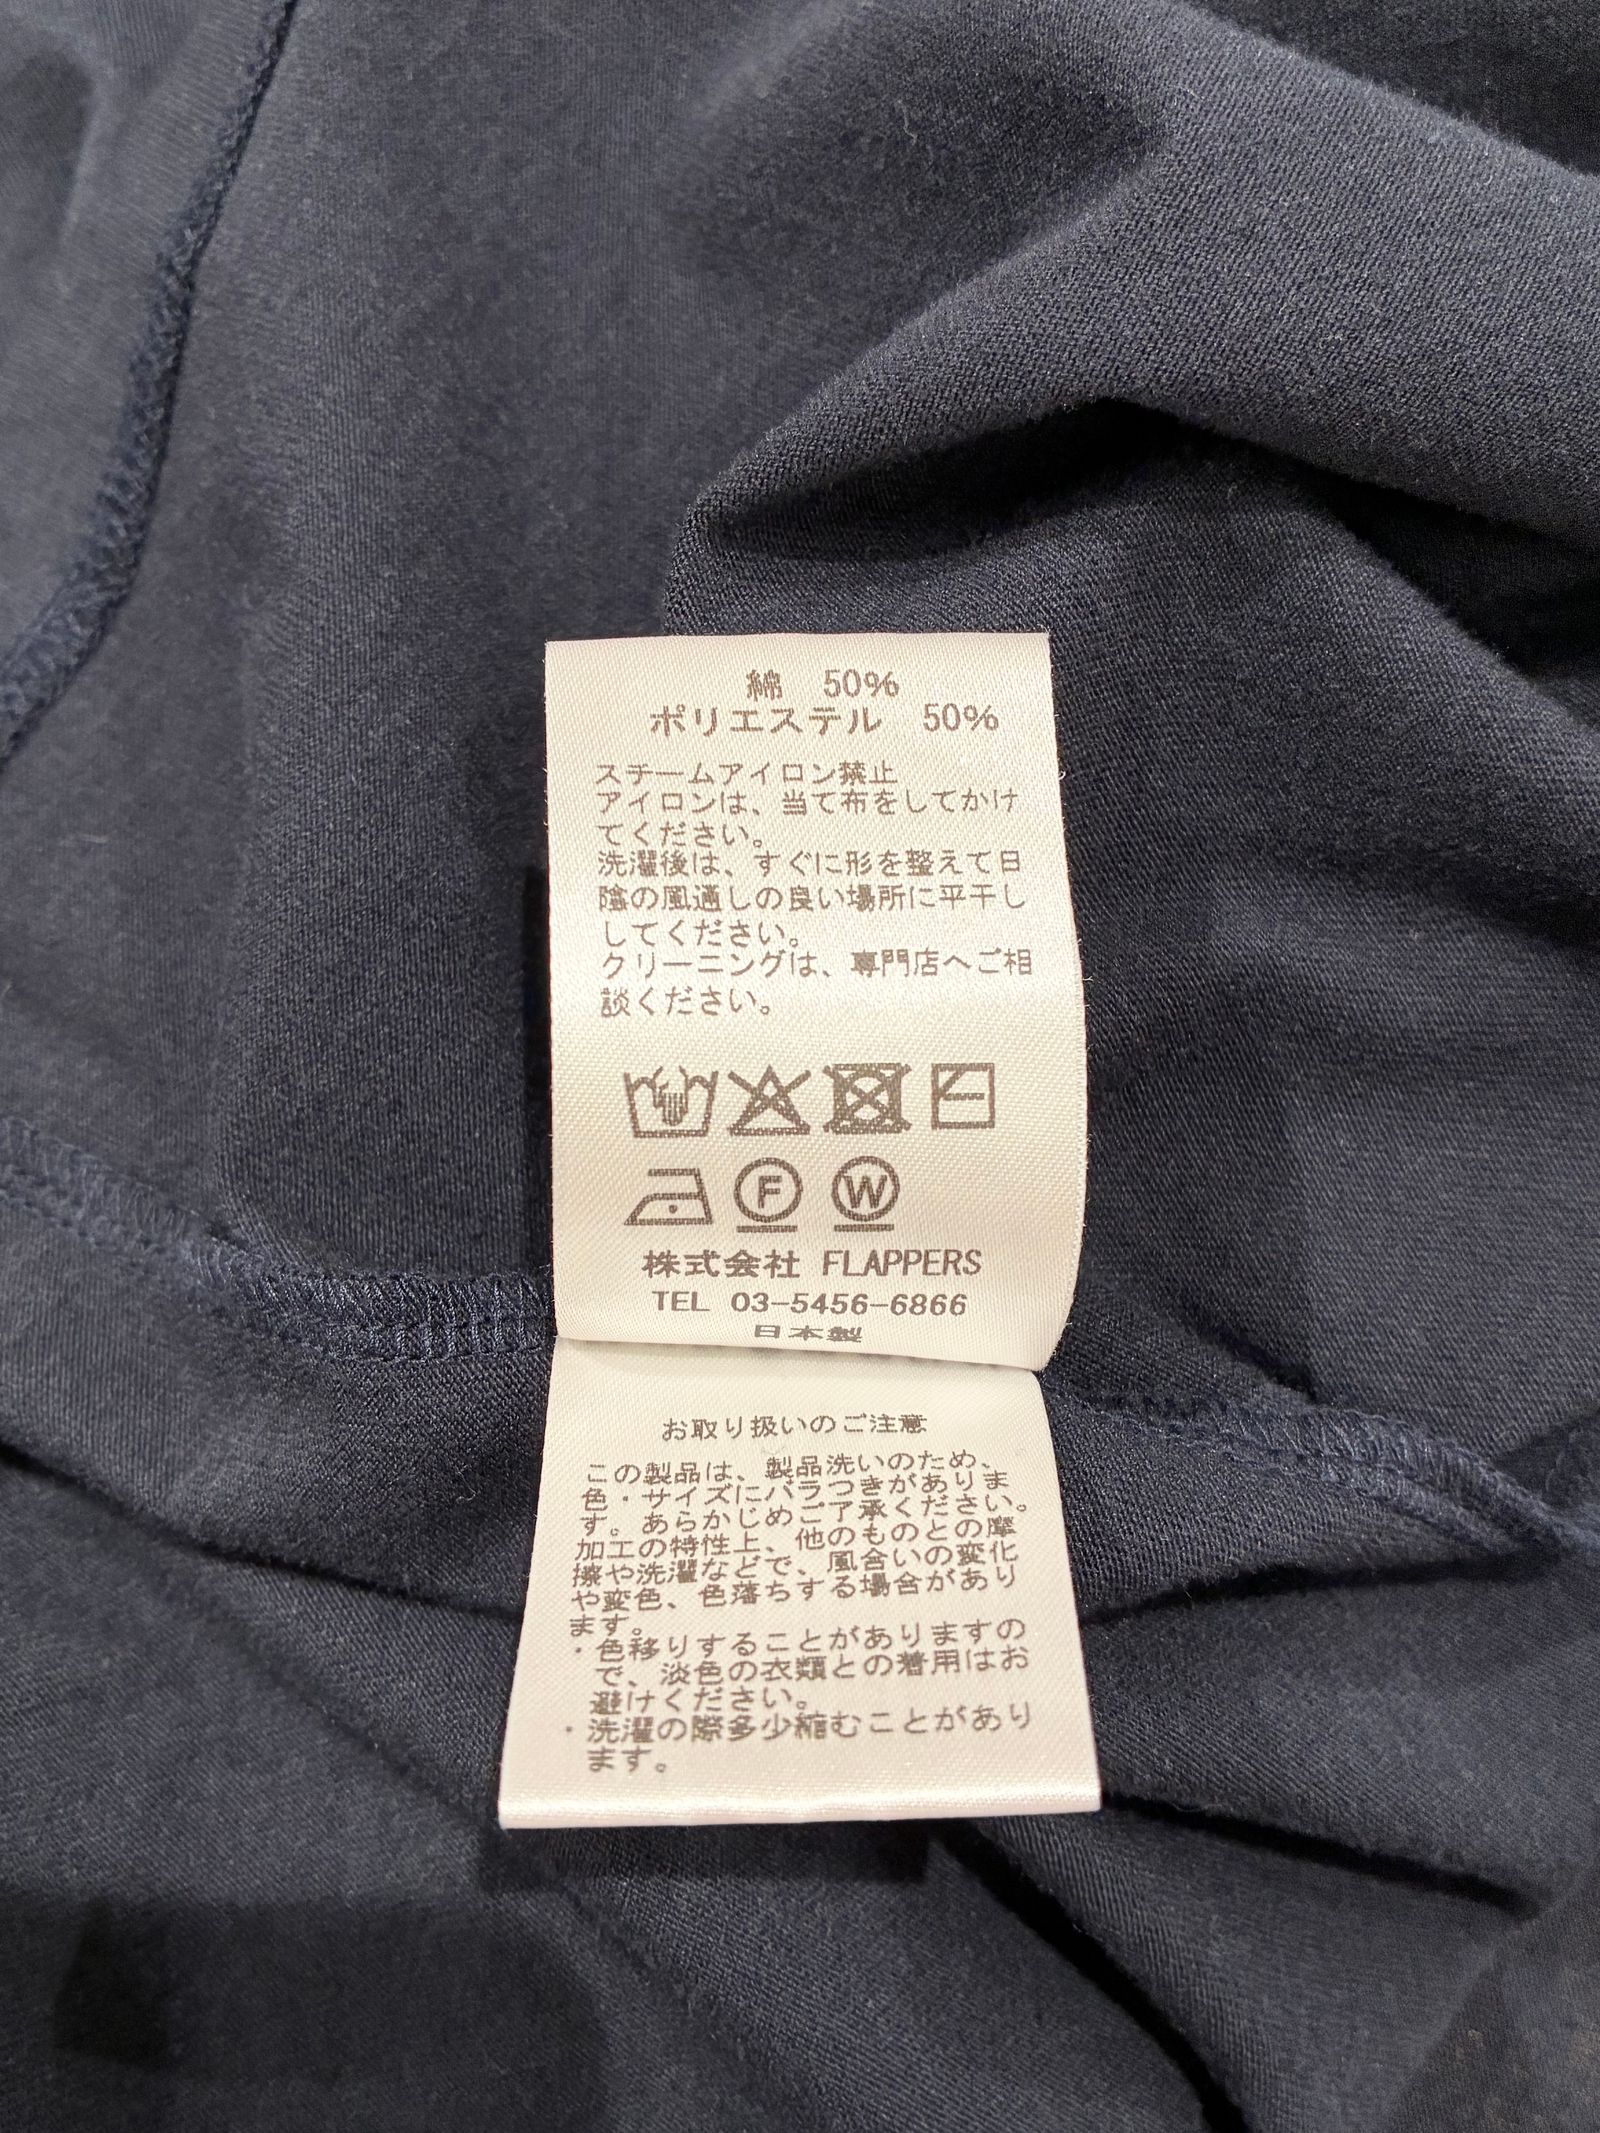 綿 50%
ポリエステル 50%
スチームアイロン禁止
アイロンは、当て布をしてかけ
てください。
洗濯後は、すぐに形を整えて日
陰の風通しの良い場所に平干し
してください。
クリーニングは、専門店へご相
談ください。
F W
株式会社 FLAPPERS
TEL 03-5456-6866
日本製
お取り扱いのご注意
この製品は、製品洗いのため、
色・サイズにバラつきがありま
す。あらかじめご了承ください。
加工の特性上、他のものとの摩
擦や洗濯などで、風合いの変化
や変色、色落ちする場合があり
ます。
・色移りすることがありますの
で、淡色の衣類との着用はお
避けください。
・洗濯の際多少縮むことがあり
ます。